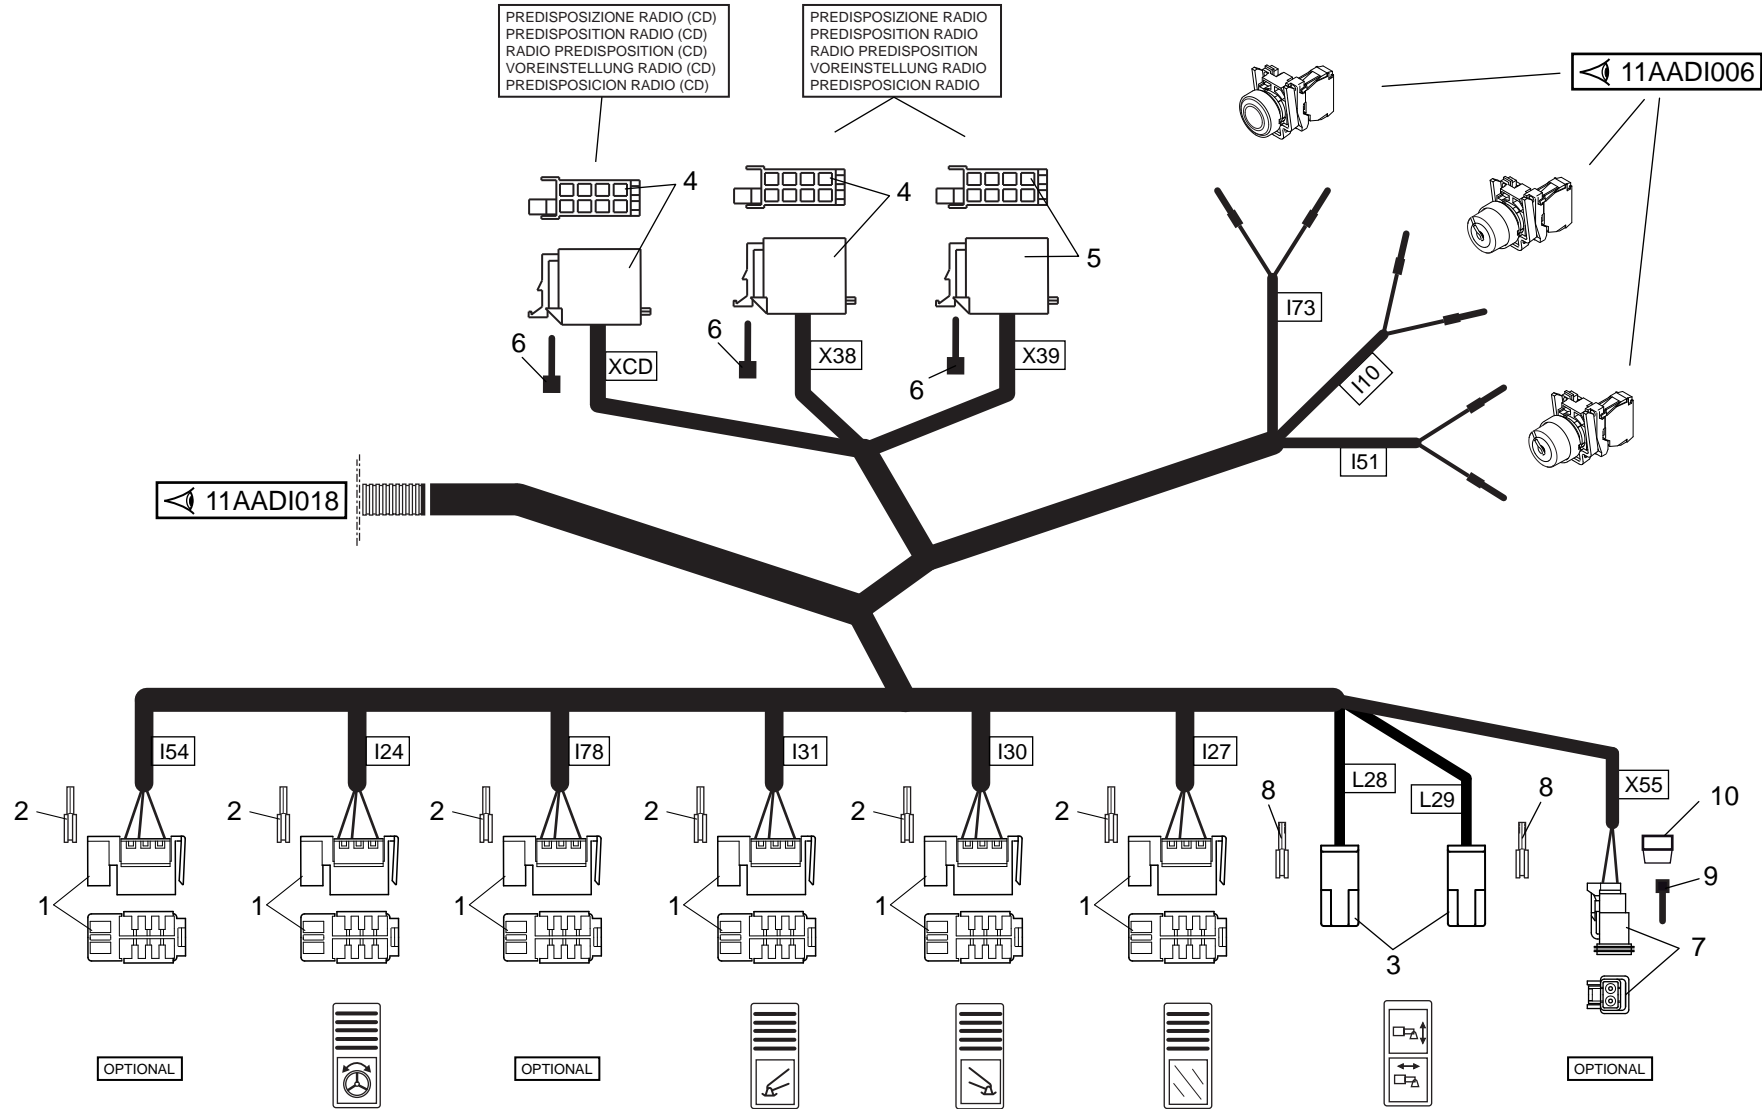 PREDISPOSIZIONE RADIO (CD)
PREDISPOSITION RADIO (CD)
RADIO PREDISPOSITION (CD)
VOREINSTELLUNG RADIO (CD)
PREDISPOSICION RADIO (CD)
PREDISPOSIZIONE RADIO
PREDISPOSITION RADIO
RADIO PREDISPOSITION
VOREINSTELLUNG RADIO
PREDISPOSICION RADIO
11AADI006
4
4
5
6
6
6
XCD
X38
X39
I73
I10
I51
11AADI018
I54
I24
I78
I31
I30
I27
L28
L29
X55
2
2
2
2
2
2
8
8
10
9
1
1
1
1
1
1
3
7
OPTIONAL
OPTIONAL
OPTIONAL